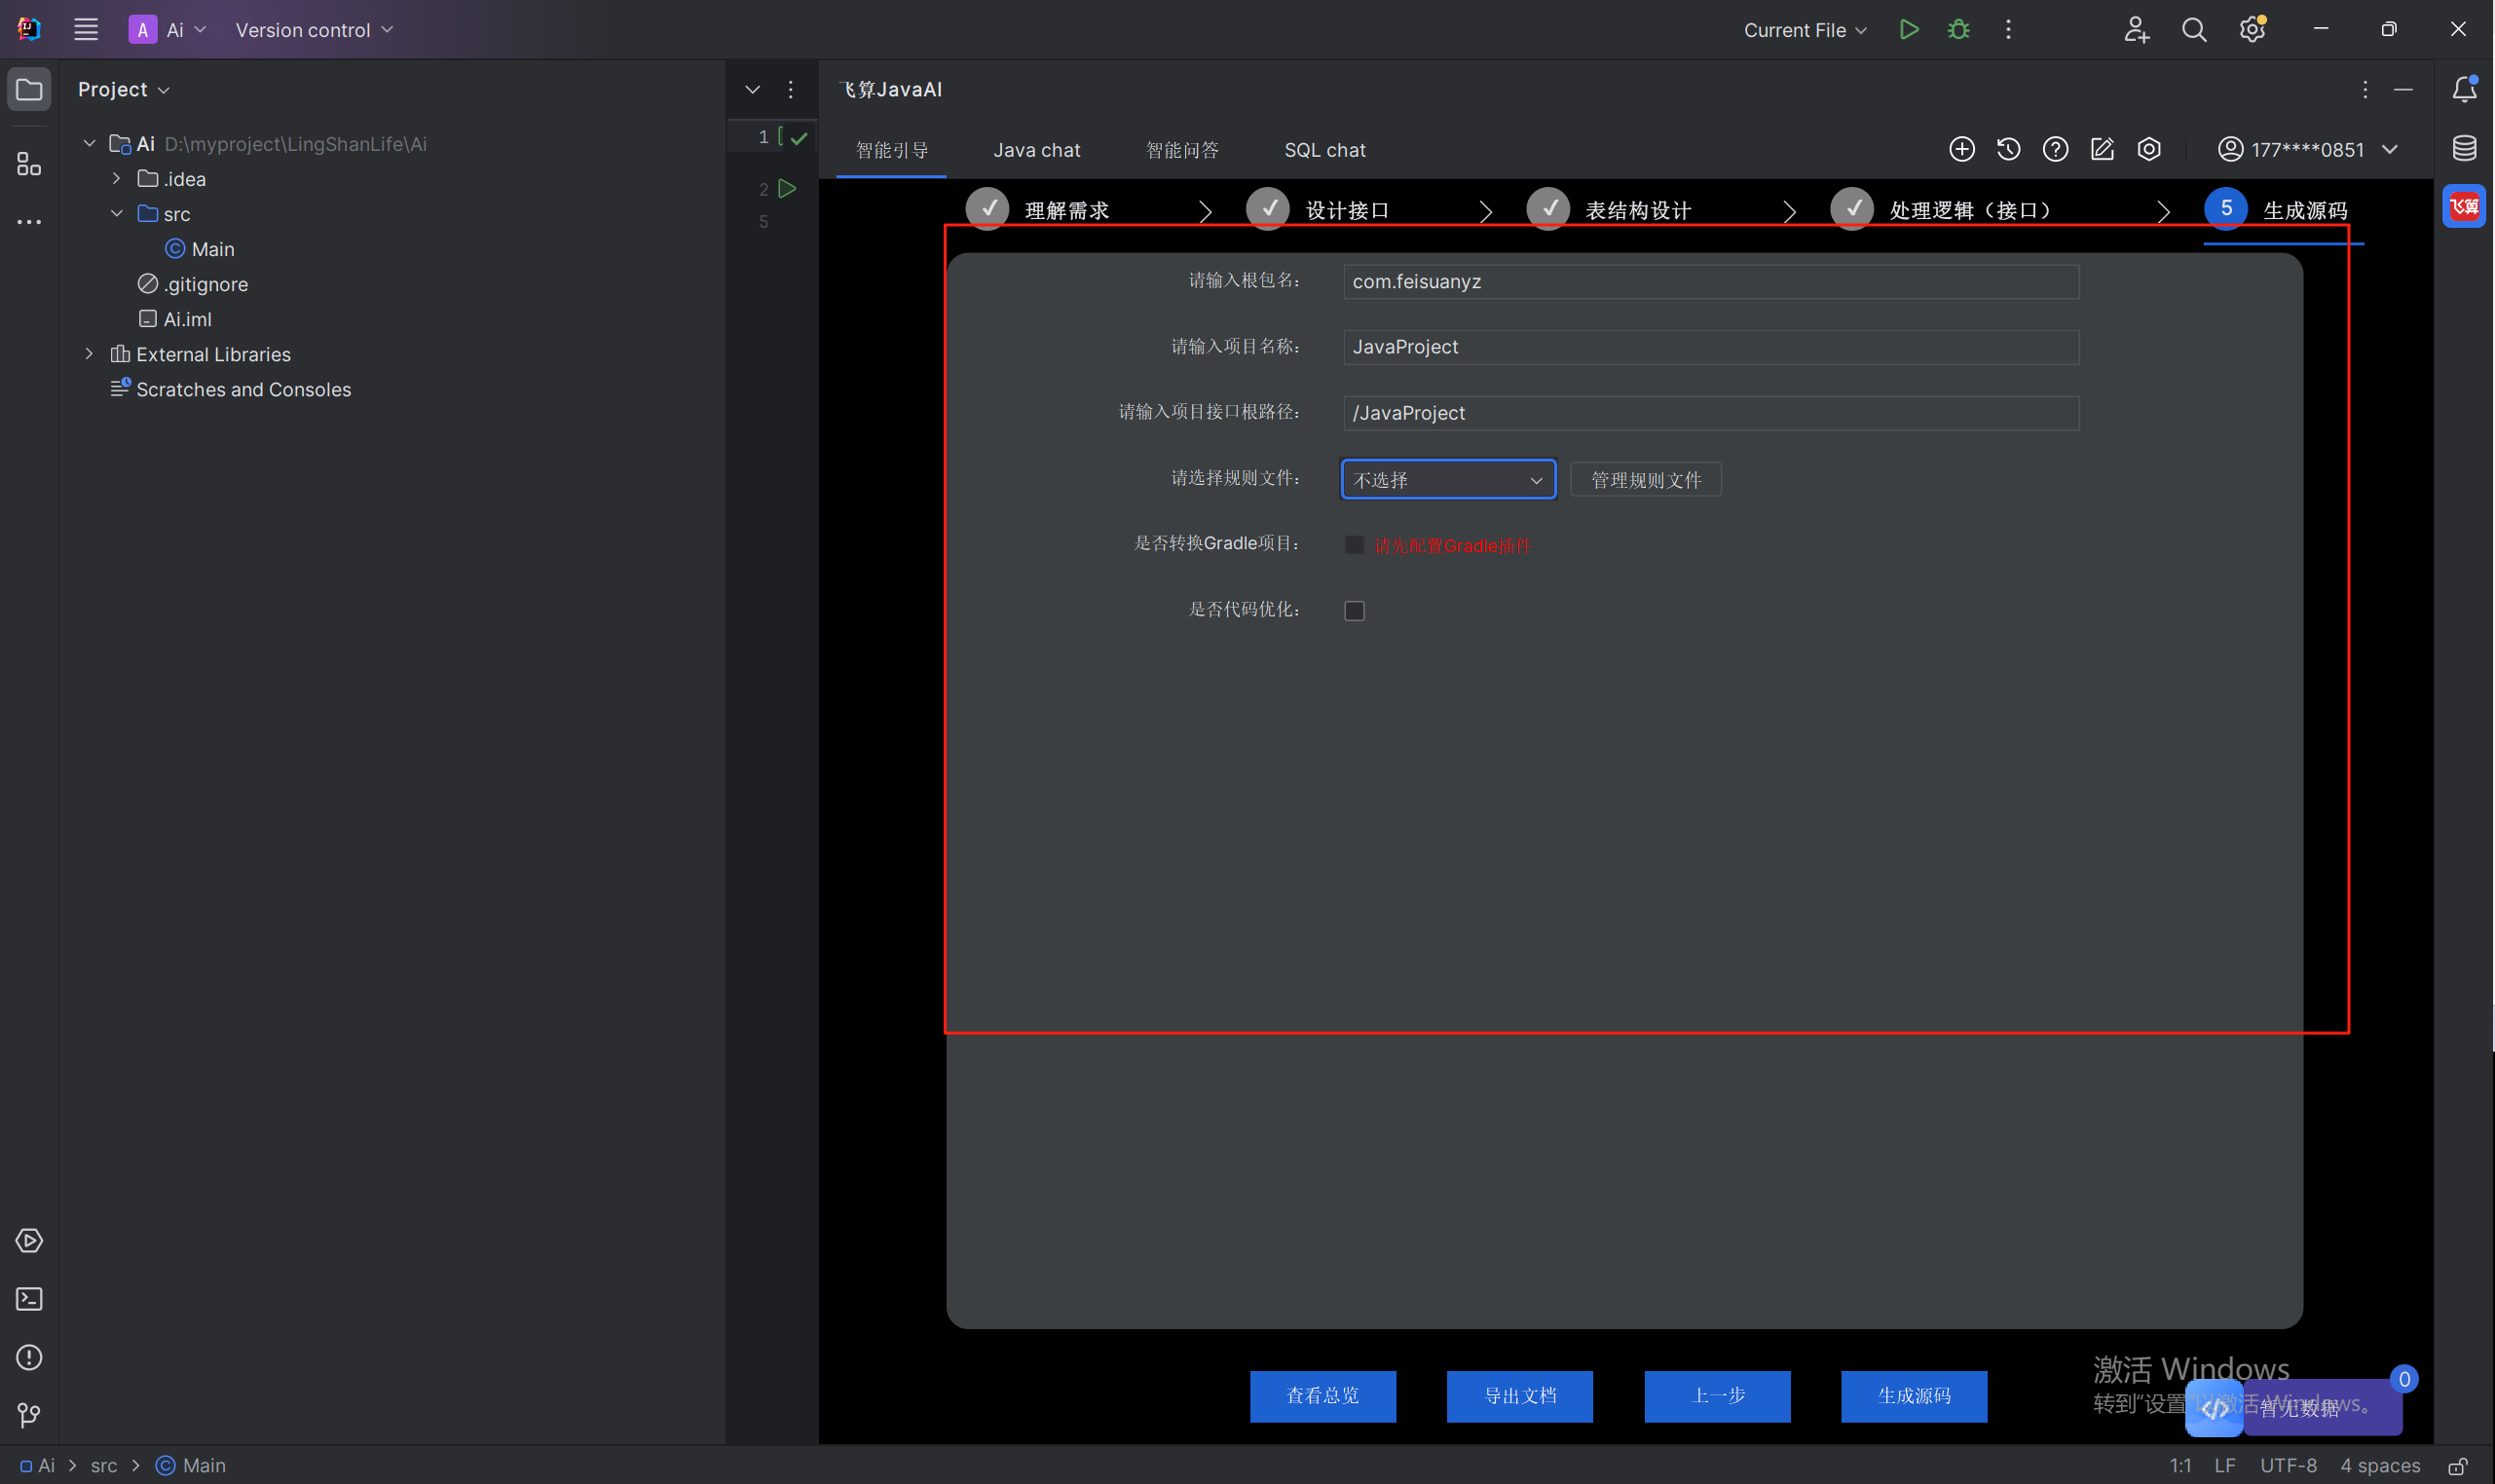 A Ai Version control Current File
Project
Ai D:\myproject\LingShanLife\Ai
.idea
src
Main
.gitignore
Ai.iml
External Libraries
Scratches and Consoles
1
2
5
飞算JavaAI
智能引导 Java chat 智能问答 SQL chat 177****0851
飞算
理解需求 设计接口 表结构设计 处理逻辑（接口） 5 生成源码
请输入根包名： com.feisuanyz
请输入项目名称： JavaProject
请输入项目接口根路径： /JavaProject
请选择规则文件： 不选择 管理规则文件
是否转换Gradle项目： 请先配置Gradle插件
是否代码优化：
查看总览 导出文档 上一步 生成源码
激活 Windows
转到“设置”以激活 Windows。
暂无数据 0
Ai src Main 1:1 LF UTF-8 4 spaces